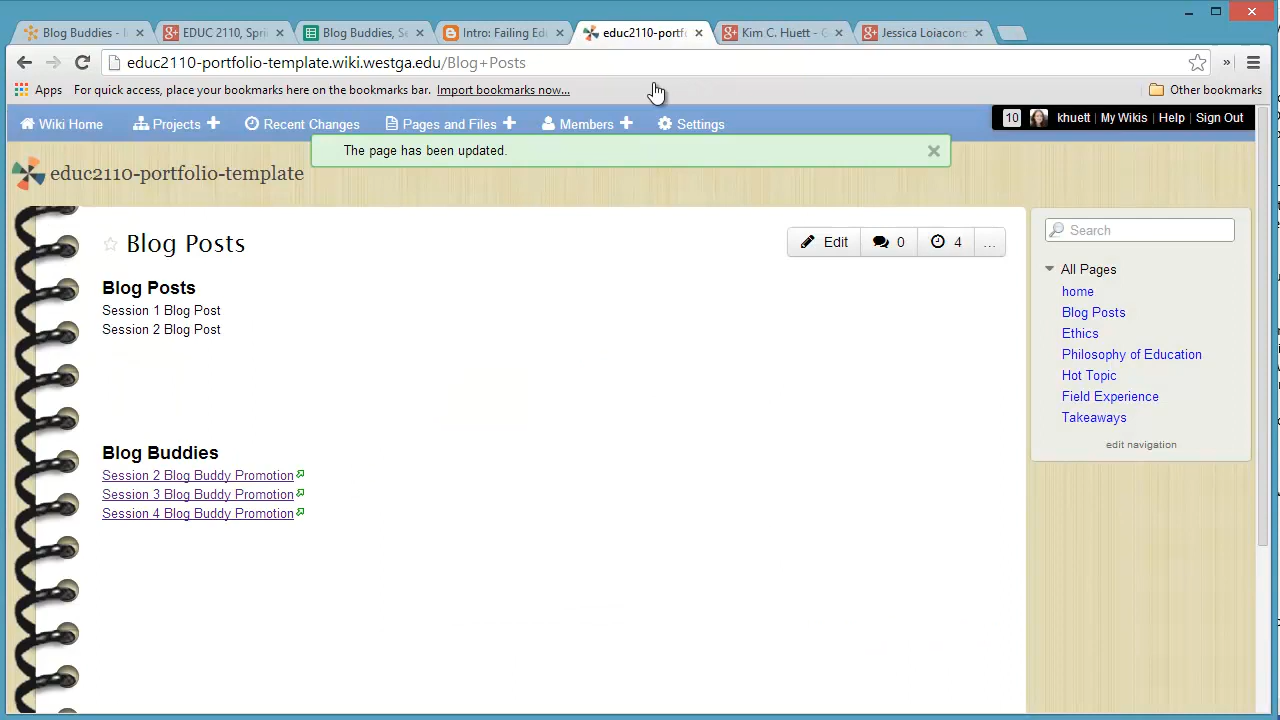 Blog Buddies -
EDUC 2110, Spri
Blog Buddies, Se
Intro: Failing Ed
educ2110-portf
Kim C. Huett - G
Jessica Loiacono
educ2110-portfolio-template.wiki.westga.edu/Blog+Posts
Apps For quick access, place your bookmarks here on the bookmarks bar. Import bookmarks now... Other bookmarks
Wiki Home Projects Recent Changes Pages and Files Members Settings
10 khuett My Wikis Help Sign Out
The page has been updated.
educ2110-portfolio-template
Blog Posts
Edit 0 4 ...
Blog Posts
Session 1 Blog Post
Session 2 Blog Post
Blog Buddies
Session 2 Blog Buddy Promotion
Session 3 Blog Buddy Promotion
Session 4 Blog Buddy Promotion
Search
All Pages
home
Blog Posts
Ethics
Philosophy of Education
Hot Topic
Field Experience
Takeaways
edit navigation